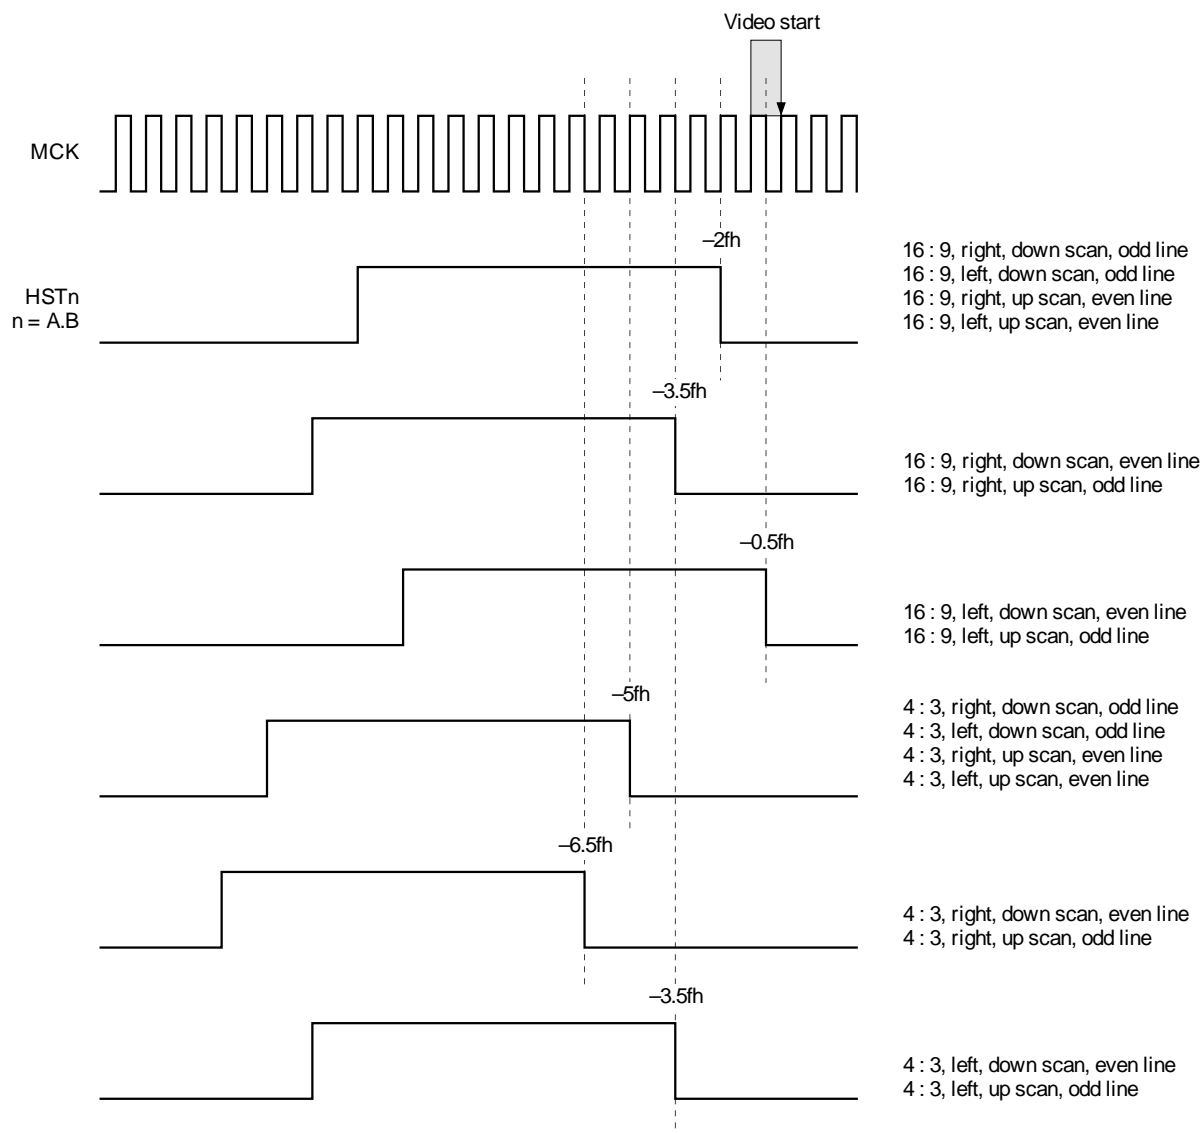 Video start
MCK
–2fh
16 : 9, right, down scan, odd line
16 : 9, left, down scan, odd line
16 : 9, right, up scan, even line
16 : 9, left, up scan, even line
HSTn
n = A.B
–3.5fh
16 : 9, right, down scan, even line
16 : 9, right, up scan, odd line
–0.5fh
16 : 9, left, down scan, even line
16 : 9, left, up scan, odd line
–5fh
4 : 3, right, down scan, odd line
4 : 3, left, down scan, odd line
4 : 3, right, up scan, even line
4 : 3, left, up scan, even line
–6.5fh
4 : 3, right, down scan, even line
4 : 3, right, up scan, odd line
–3.5fh
4 : 3, left, down scan, even line
4 : 3, left, up scan, odd line